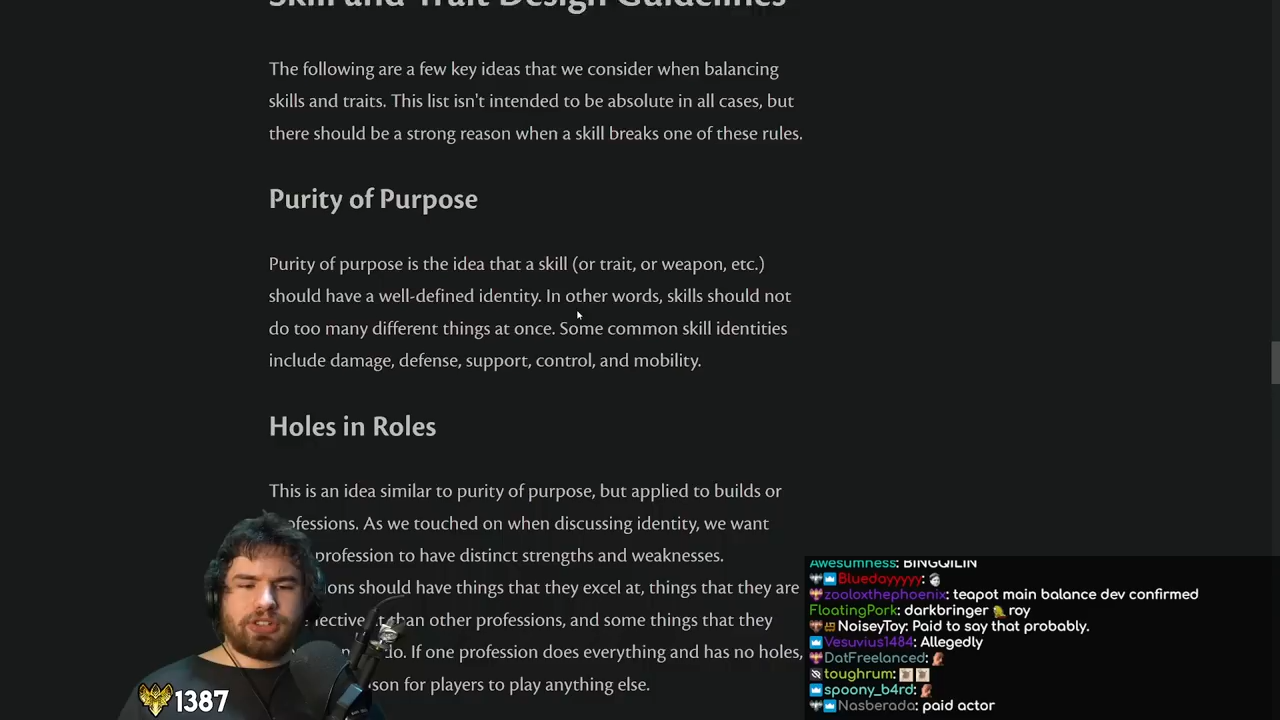 Skill and Trait Design Guidelines
The following are a few key ideas that we consider when balancing
skills and traits. This list isn't intended to be absolute in all cases, but
there should be a strong reason when a skill breaks one of these rules.
Purity of Purpose
Purity of purpose is the idea that a skill (or trait, or weapon, etc.)
should have a well-defined identity. In other words, skills should not
do too many different things at once. Some common skill identities
include damage, defense, support, control, and mobility.
Holes in Roles
This is an idea similar to purity of purpose, but applied to builds or
ofessions. As we touched on when discussing identity, we want
profession to have distinct strengths and weaknesses.
ons should have things that they excel at, things that they are
fective at than other professions, and some things that they
do. If one profession does everything and has no holes,
son for players to play anything else.
1387
Awesumness: BINGQILIN
Bluedayyyyy:
zooloxthephoenix: teapot main balance dev confirmed
FloatingPork: darkbringer roy
NoiseyToy: Paid to say that probably.
Vesuvius1484: Allegedly
DatFreelanced:
toughrum:
spoony_b4rd:
Nasberada: paid actor